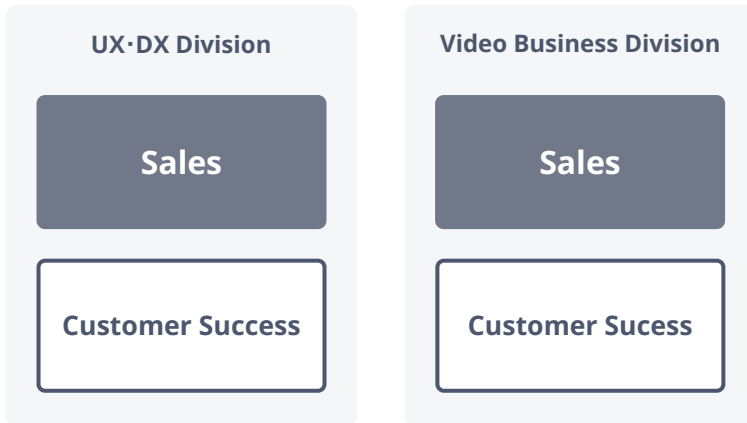 UX·DX Division
Sales
Customer Success
Video Business Division
Sales
Customer Sucess